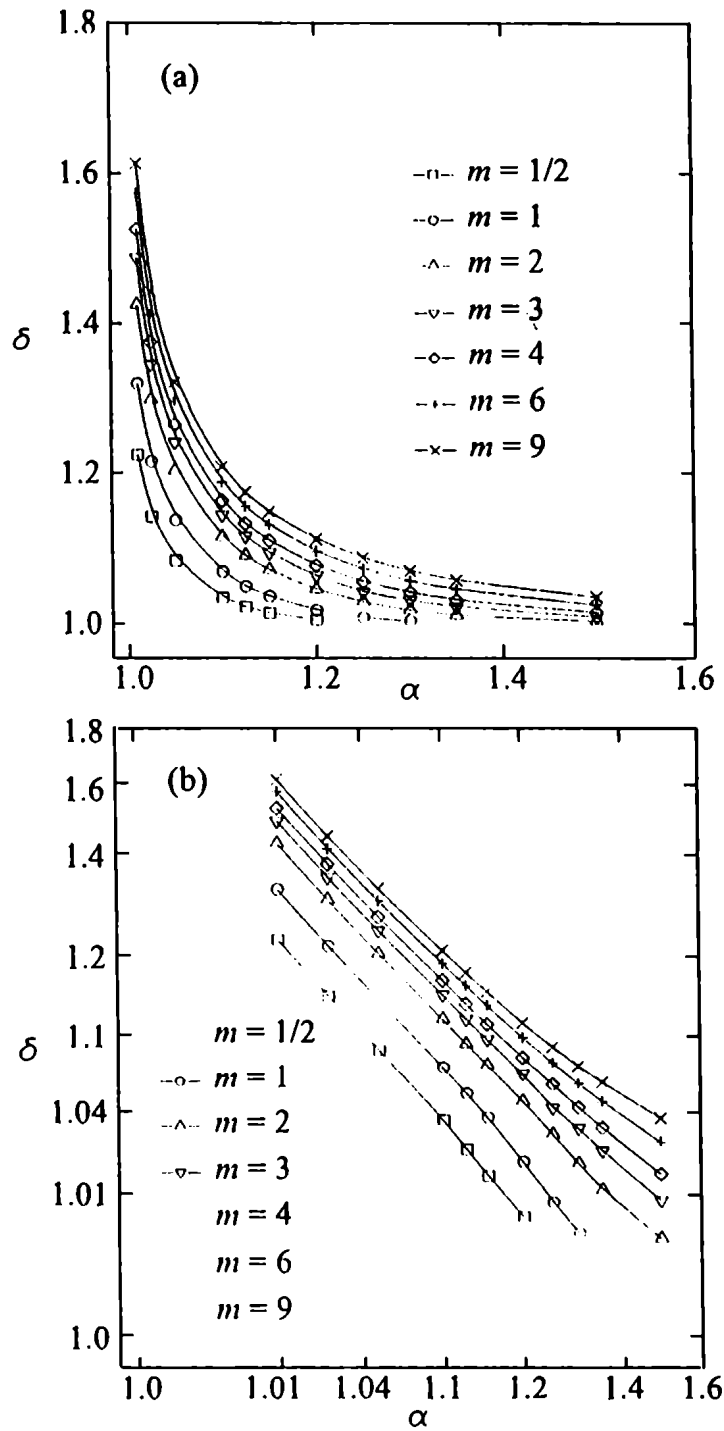 1.8
(a)
1.6
m = 1/2
m = 1
m = 2
m = 3
m = 4
m = 6
m = 9
1.4
δ
1.2
1.0
1.0
1.2
α
1.4
1.6
1.8
(b)
1.6
1.4
1.2
δ
1.1
1.04
1.01
1.0
m = 1/2
m = 1
m = 2
m = 3
m = 4
m = 6
m = 9
1.0
1.01
1.04
1.1
1.2
1.4
1.6
α